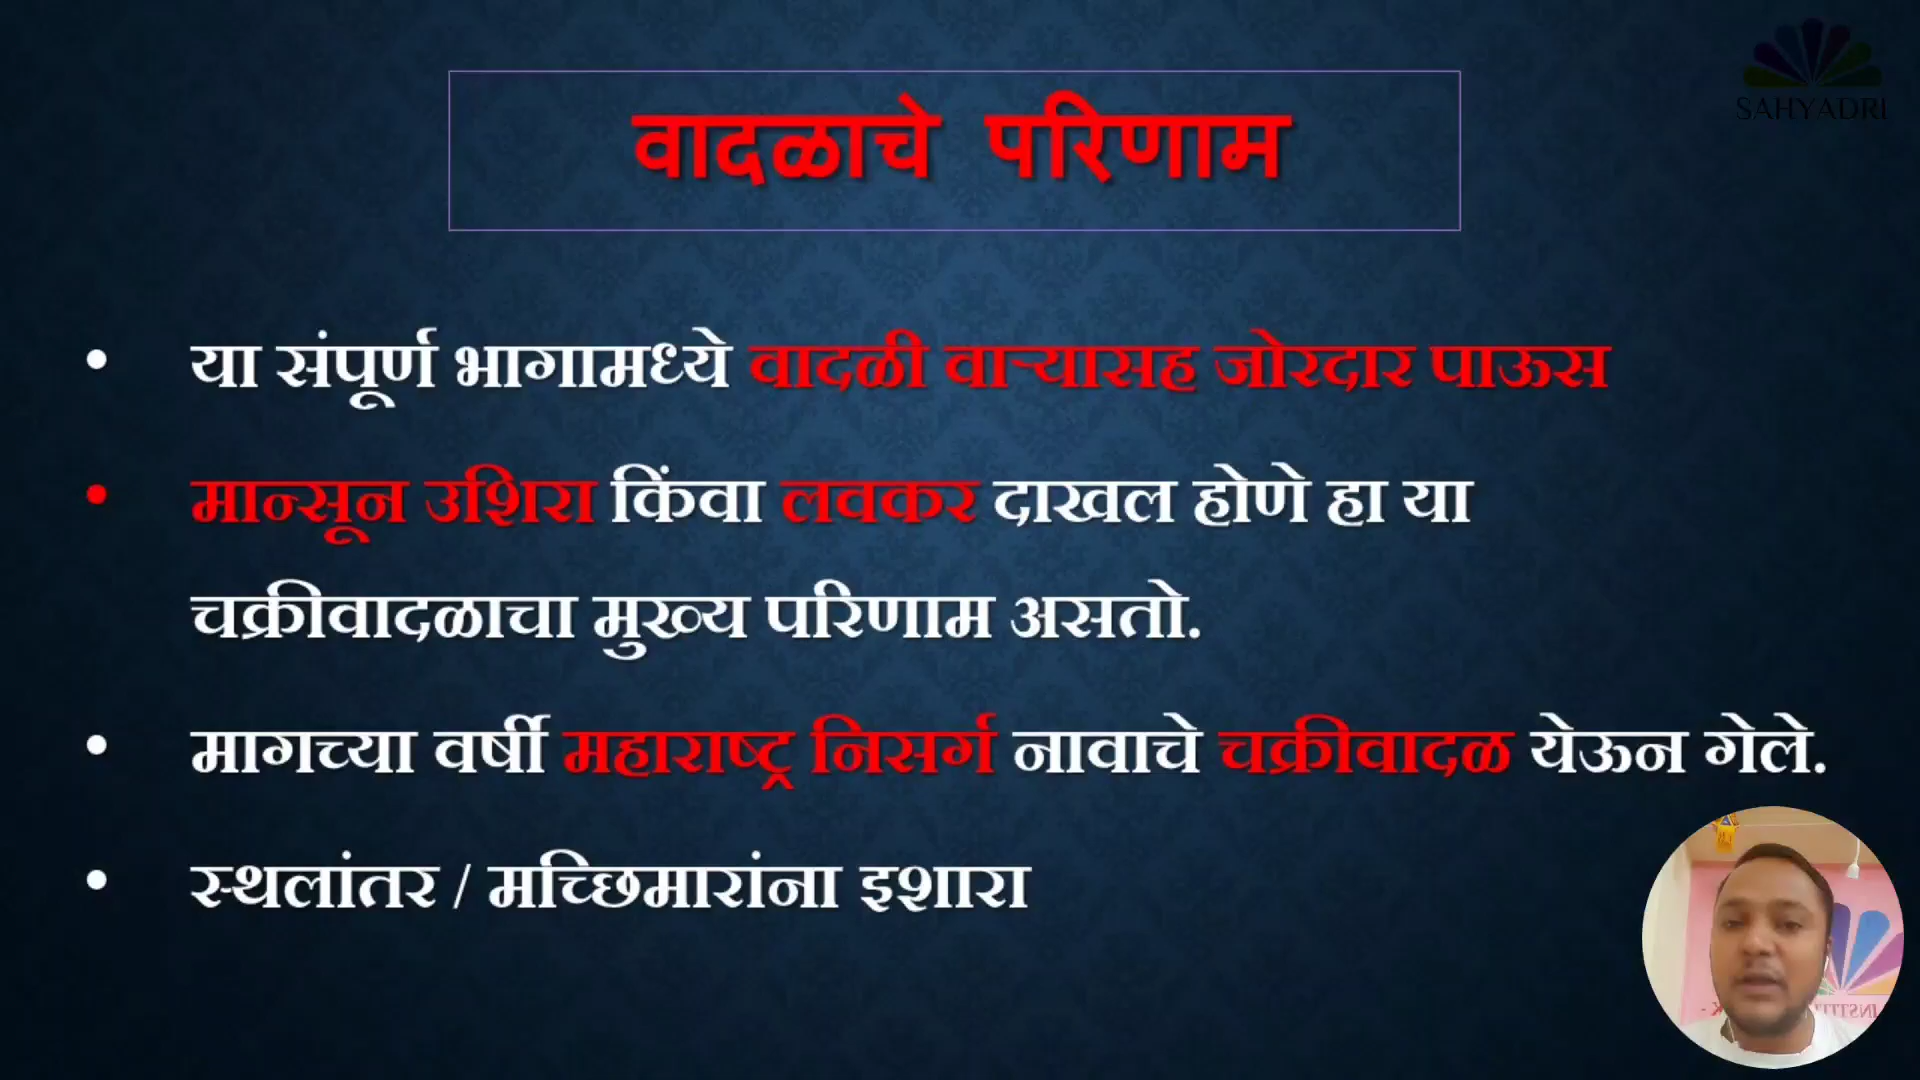 SAHYADRI
वादळाचे परिणाम
• या संपूर्ण भागामध्ये वादळी वाऱ्यासह जोरदार पाऊस
• मान्सून उशिरा किंवा लवकर दाखल होणे हा या
चक्रीवादळाचा मुख्य परिणाम असतो.
• मागच्या वर्षी महाराष्ट्र निसर्ग नावाचे चक्रीवादळ येऊन गेले.
• स्थलांतर / मच्छिमारांना इशारा